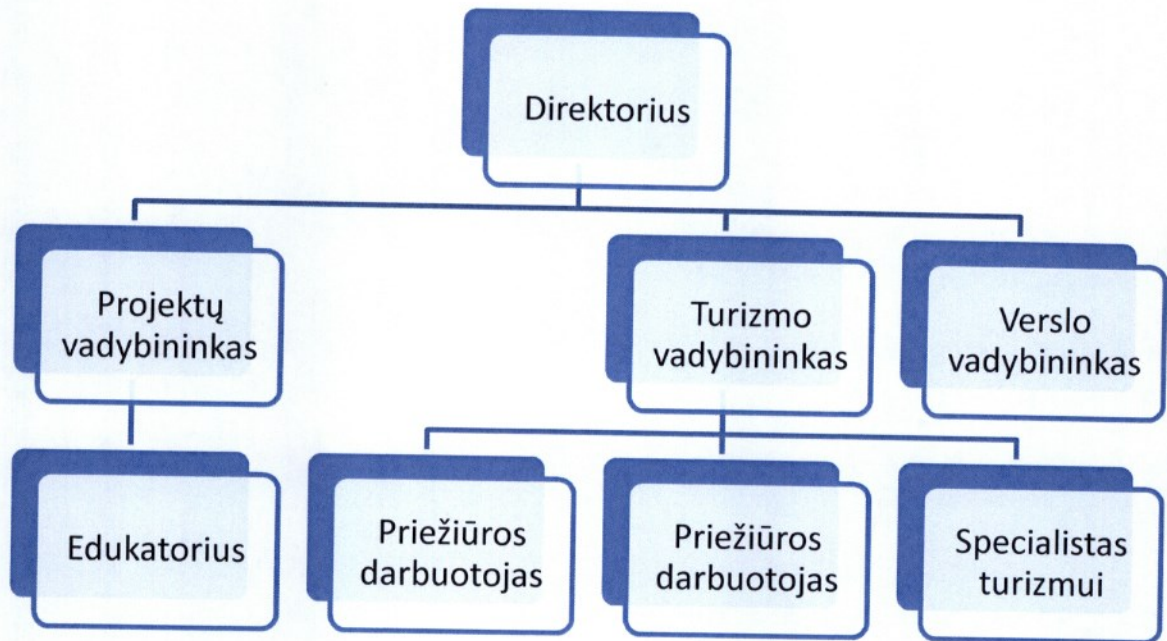 Direktorius
Projektų
vadybininkas
Turizmo
vadybininkas
Verslo
vadybininkas
Edukatorius
Priežiūros
darbuotojas
Priežiūros
darbuotojas
Specialistas
turizmui